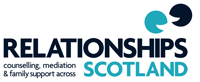 RELATIONSHIPS
counselling, mediation
& family support across
SCOTLAND